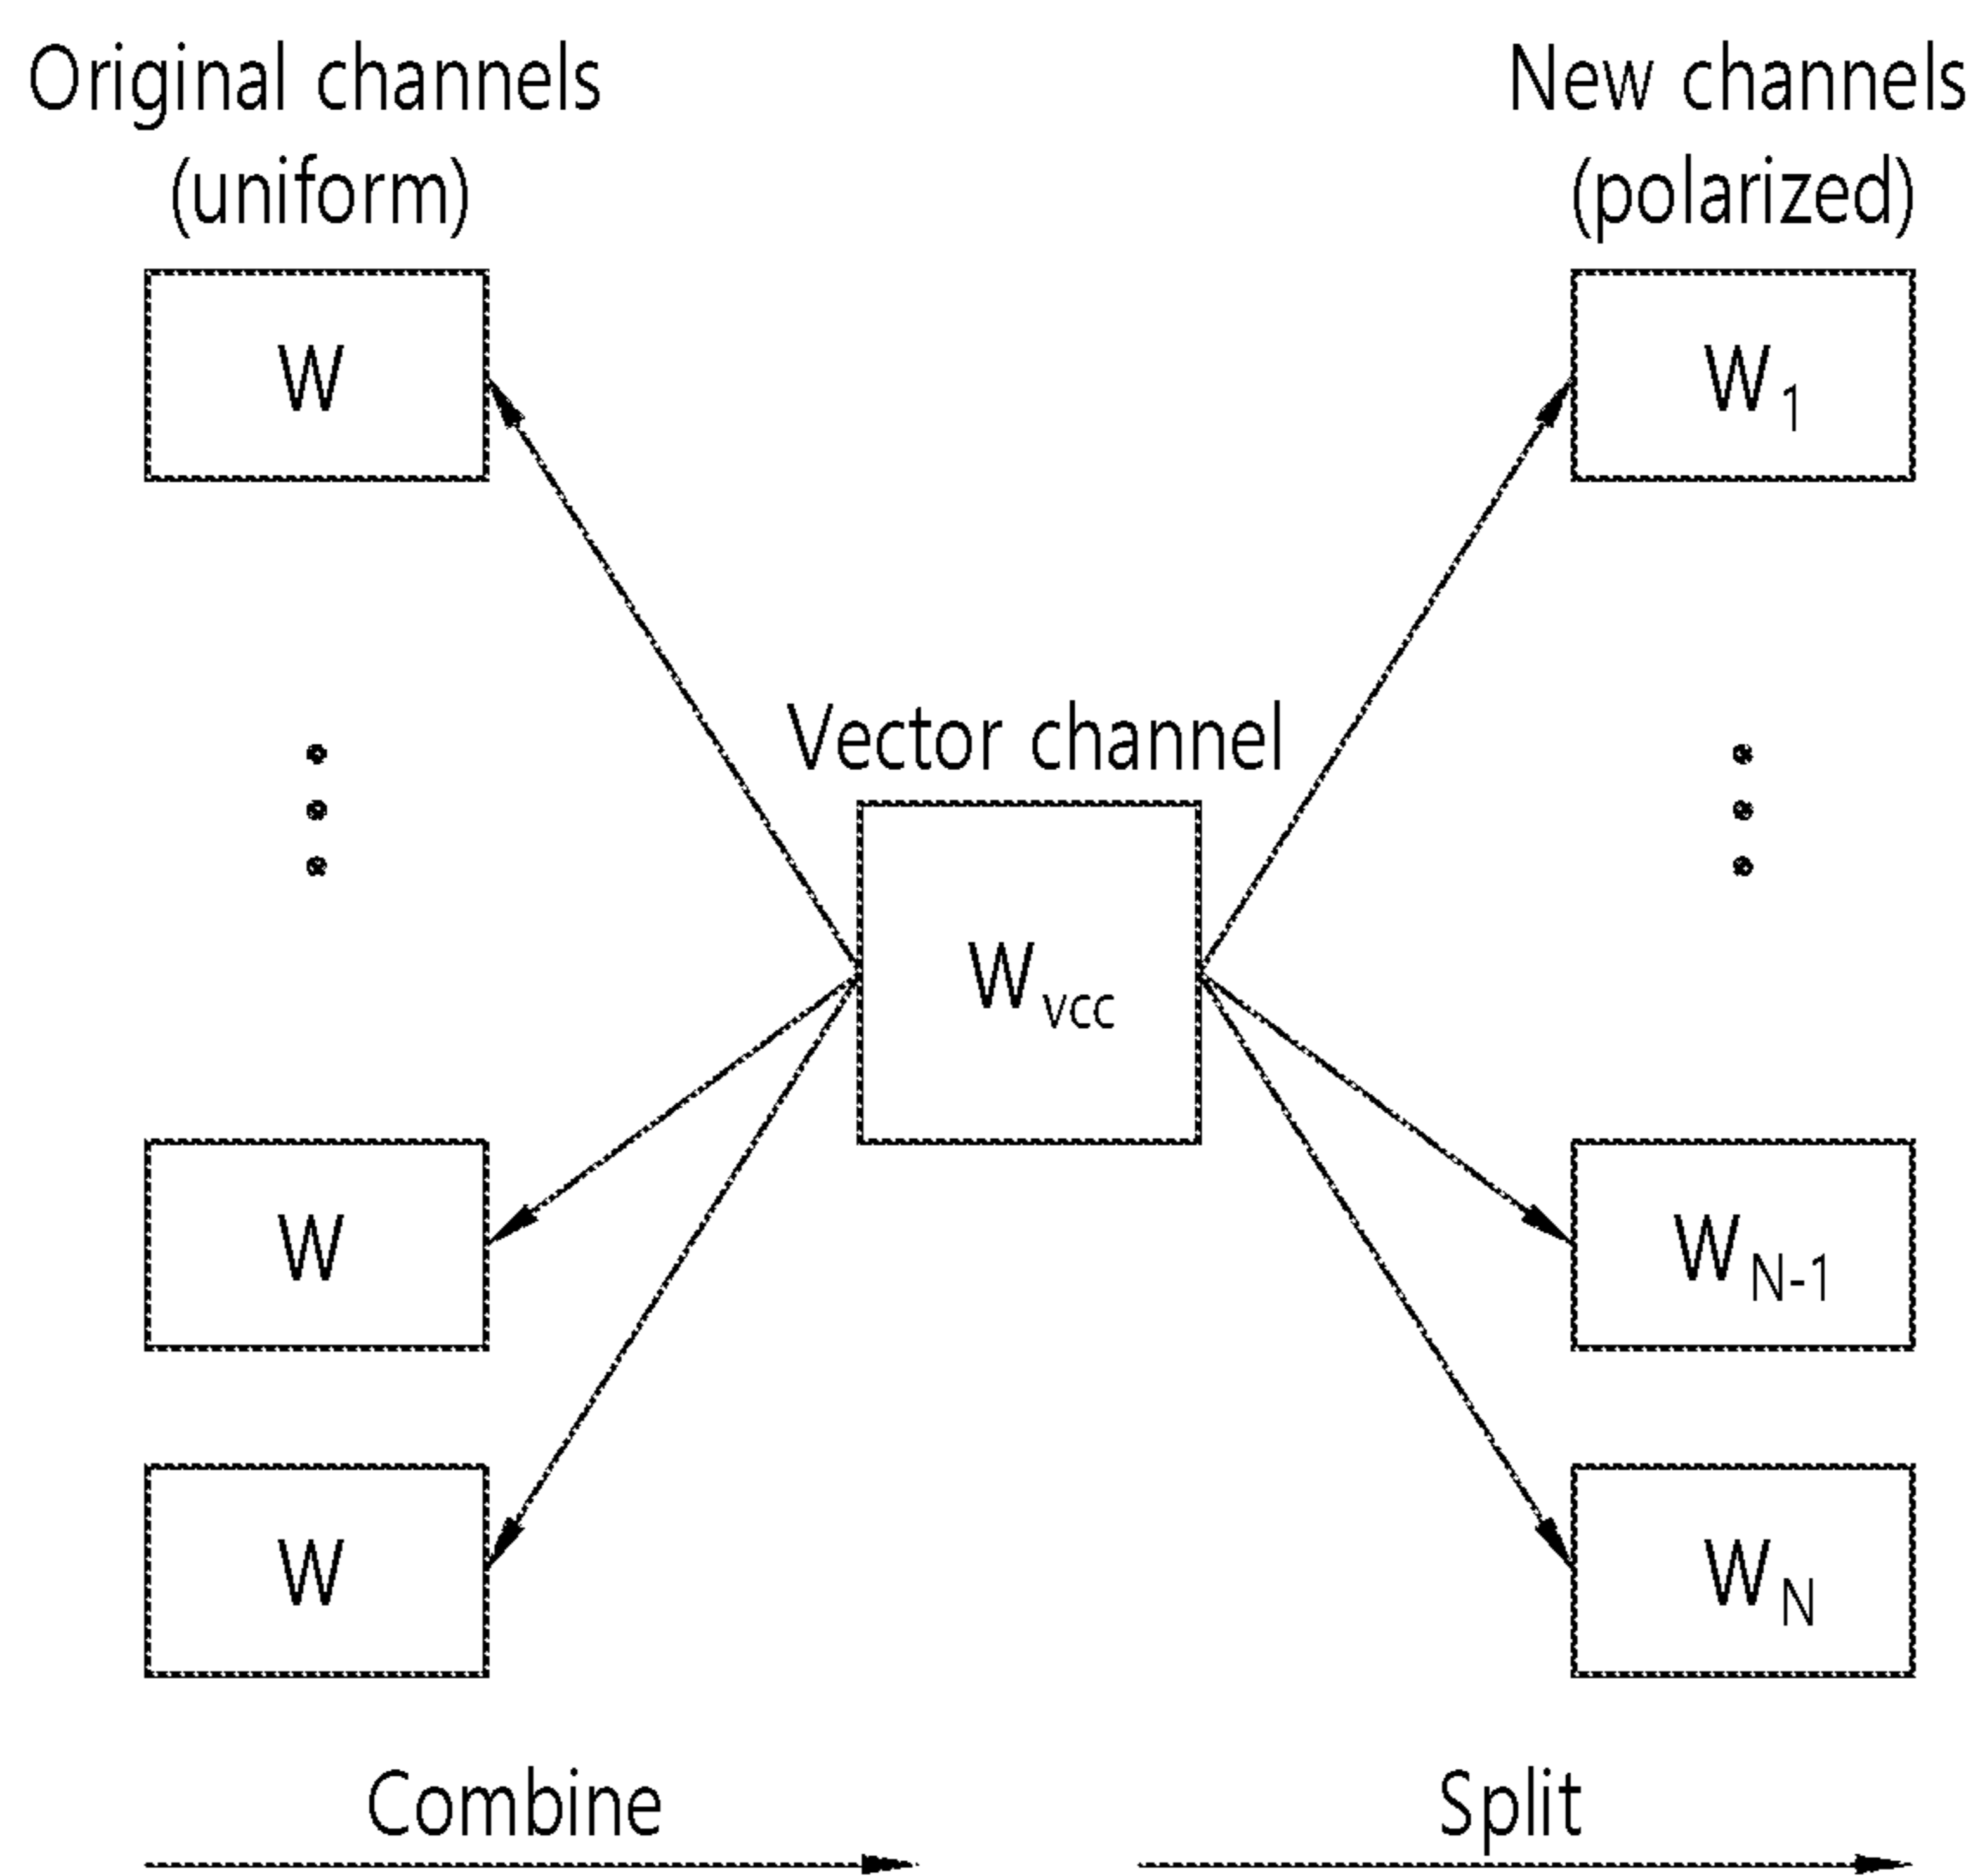 Original channels
(uniform)
New channels
(polarized)
W
W1
Vector channel
Wvcc
W
WN-1
W
WN
Combine
Split